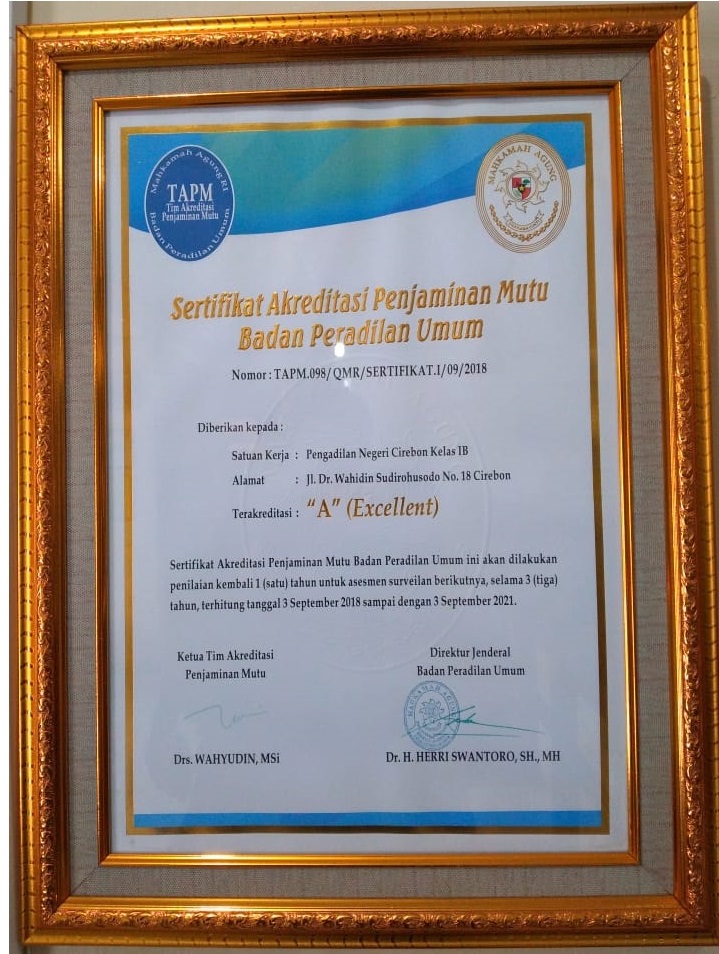 Mahkamah Agung RI
TAPM
Tim Akreditasi
Penjaminan Mutu
Badan Peradilan Umum
MAHKAMAH AGUNG
Sertifikat Akreditasi Penjaminan Mutu
Badan Peradilan Umum
Nomor : TAPM.098/QMR/SERTIFIKAT.I/09/2018
Diberikan kepada :
Satuan Kerja : Pengadilan Negeri Cirebon Kelas IB
Alamat : Jl. Dr. Wahidin Sudirohusodo No. 18 Cirebon
Terakreditasi : "A" (Excellent)
Sertifikat Akreditasi Penjaminan Mutu Badan Peradilan Umum ini akan dilakukan
penilaian kembali 1 (satu) tahun untuk asesmen surveilan berikutnya, selama 3 (tiga)
tahun, terhitung tanggal 3 September 2018 sampai dengan 3 September 2021.
Ketua Tim Akreditasi
Penjaminan Mutu
Direktur Jenderal
Badan Peradilan Umum
MAHKAMAH AGUNG
Drs. WAHYUDIN, MSi
Dr. H. HERRI SWANTORO, SH., MH